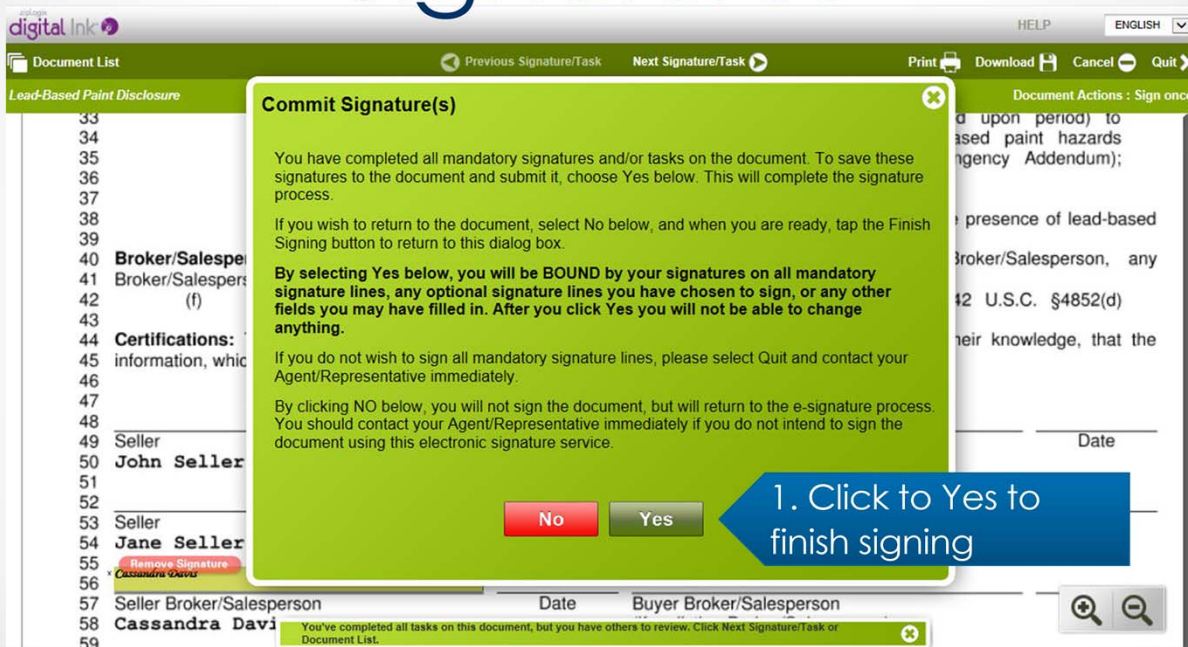 digital Ink
HELP ENGLISH
Document List Previous Signature/Task Next Signature/Task Print Download Cancel Quit
Lead-Based Paint Disclosure Document Actions : Sign once
Commit Signature(s)
You have completed all mandatory signatures and/or tasks on the document. To save these
signatures to the document and submit it, choose Yes below. This will complete the signature
process.
If you wish to return to the document, select No below, and when you are ready, tap the Finish
Signing button to return to this dialog box.
By selecting Yes below, you will be BOUND by your signatures on all mandatory
signature lines, any optional signature lines you have chosen to sign, or any other
fields you may have filled in. After you click Yes you will not be able to change
anything.
If you do not wish to sign all mandatory signature lines, please select Quit and contact your
Agent/Representative immediately.
By clicking NO below, you will not sign the document, but will return to the e-signature process.
You should contact your Agent/Representative immediately if you do not intend to sign the
document using this electronic signature service.
No Yes
1. Click to Yes to
finish signing
33 upon period) to
34 ased paint hazards
35 ngency Addendum);
36
37
38 presence of lead-based
39
40 Broker/Salesper Broker/Salesperson, any
41 Broker/Salespers
42 (f) 42 U.S.C. §4852(d)
43
44 Certifications: heir knowledge, that the
45 information, whic
46
47
48
49 Seller Date
50 John Seller
51
52
53 Seller
54 Jane Seller
55 Remove Signature
56 x Cassandra Davis
57 Seller Broker/Salesperson Date Buyer Broker/Salesperson
58 Cassandra Davi
59
You've completed all tasks on this document, but you have others to review. Click Next Signature/Task or
Document List.